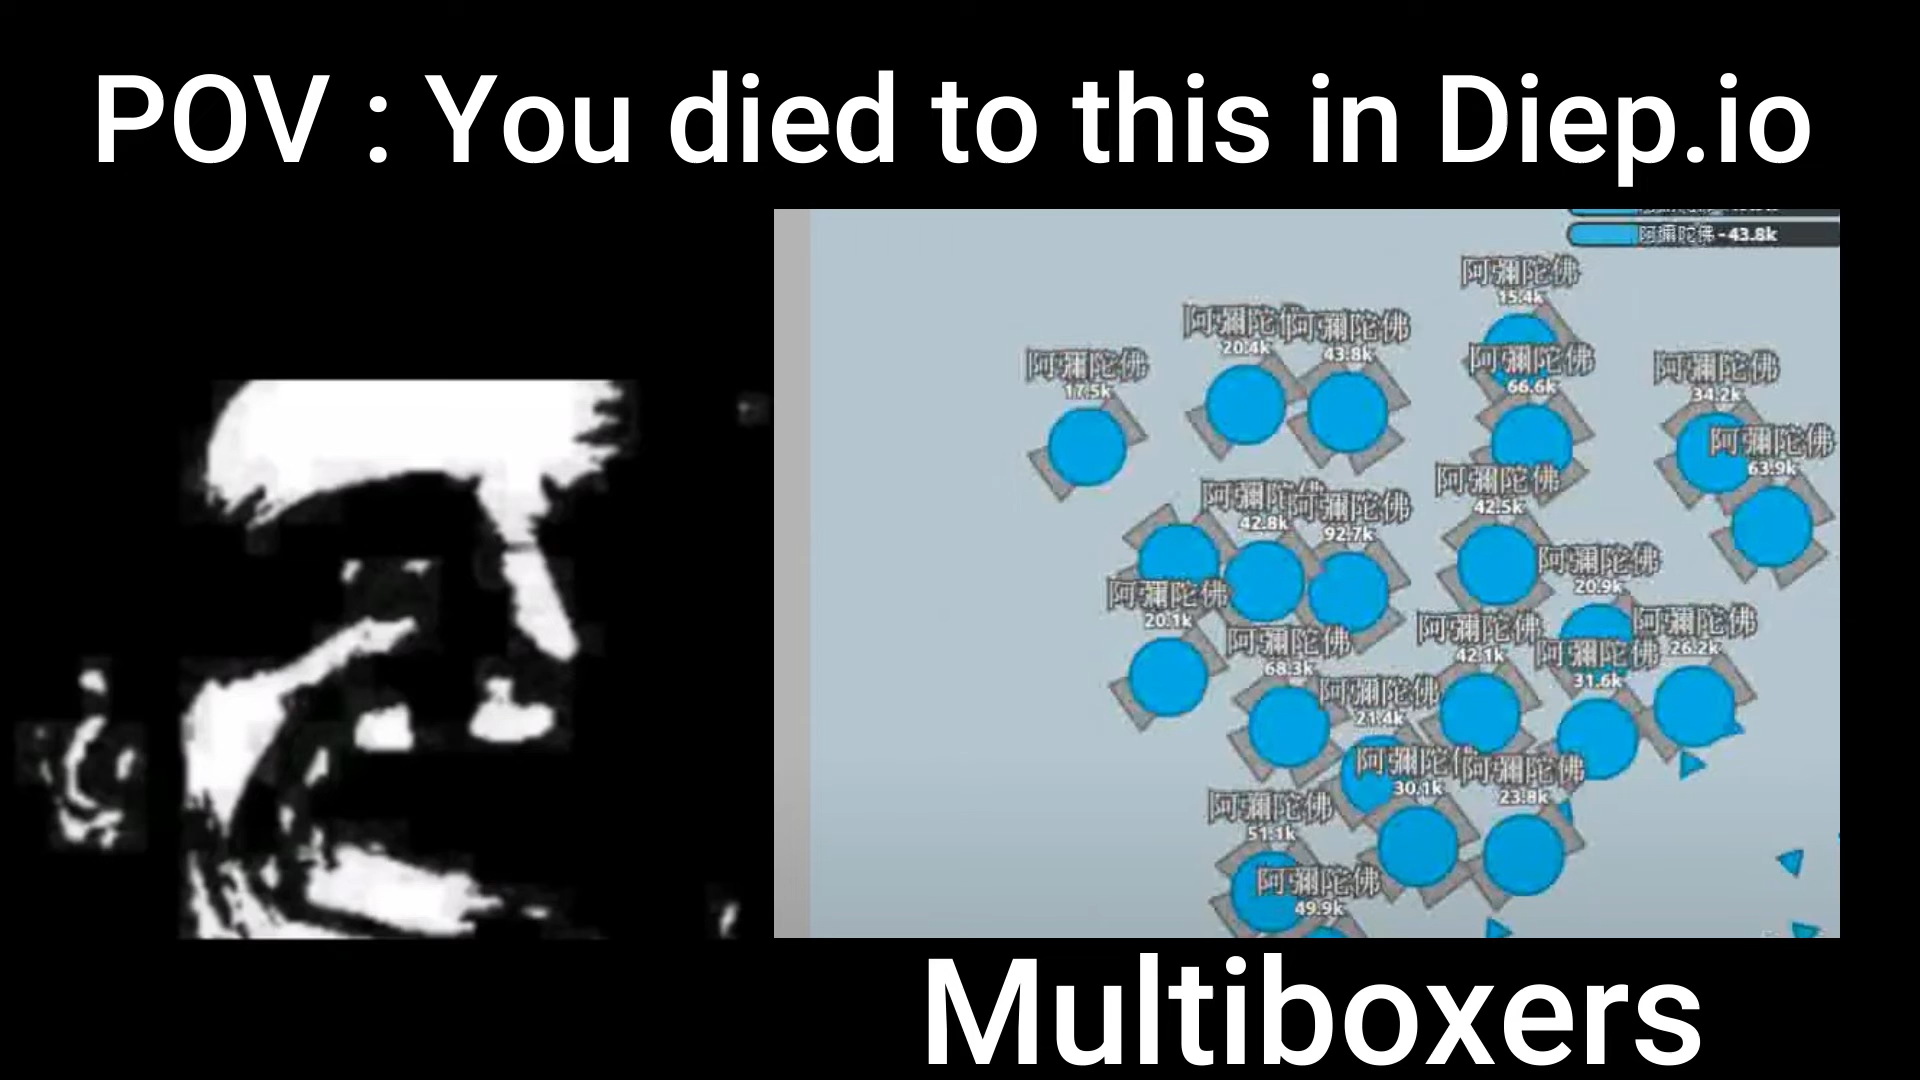 POV : You died to this in Diep.io
阿彌陀佛 - 43.8k
阿彌陀佛
15.4k
阿彌陀佛
20.4k
阿彌陀佛
43.8k
阿彌陀佛
17.5k
阿彌陀佛
66.6k
阿彌陀佛
34.2k
阿彌陀佛
63.9k
阿彌陀佛
42.5k
阿彌陀
42.8k
阿彌陀佛
92.7k
阿彌陀佛
20.9k
阿彌陀佛
20.1k
阿彌陀佛
26.2k
阿彌陀佛
42.1k
阿彌陀佛
68.3k
阿彌陀佛
31.6k
阿彌陀佛
21.4k
阿彌陀
30.1k
阿彌陀佛
23.8k
阿彌陀佛
51.1k
阿彌陀佛
49.9k
Multiboxers